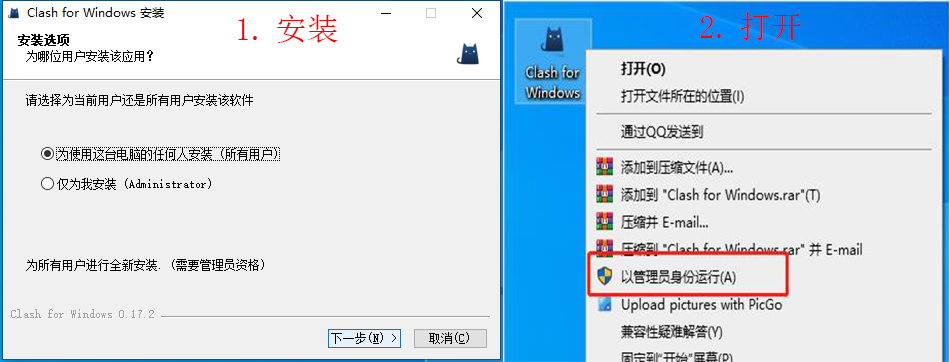 Clash for Windows 安装
1. 安装
安装选项
为哪位用户安装该应用？
请选择为当前用户还是所有用户安装该软件
为使用这台电脑的任何人安装 (所有用户)
仅为我安装 (Administrator)
为所有用户进行全新安装. (需要管理员资格)
Clash for Windows 0.17.2
下一步(N) >
取消(C)
2. 打开
Clash for
Windows
打开(O)
打开文件所在的位置(I)
通过QQ发送到
添加到压缩文件(A)...
添加到 "Clash for Windows.rar"(T)
压缩并 E-mail...
压缩到 "Clash for Windows.rar" 并 E-mail
以管理员身份运行(A)
Upload pictures with PicGo
兼容性疑难解答(Y)
固定到"开始"屏幕(P)